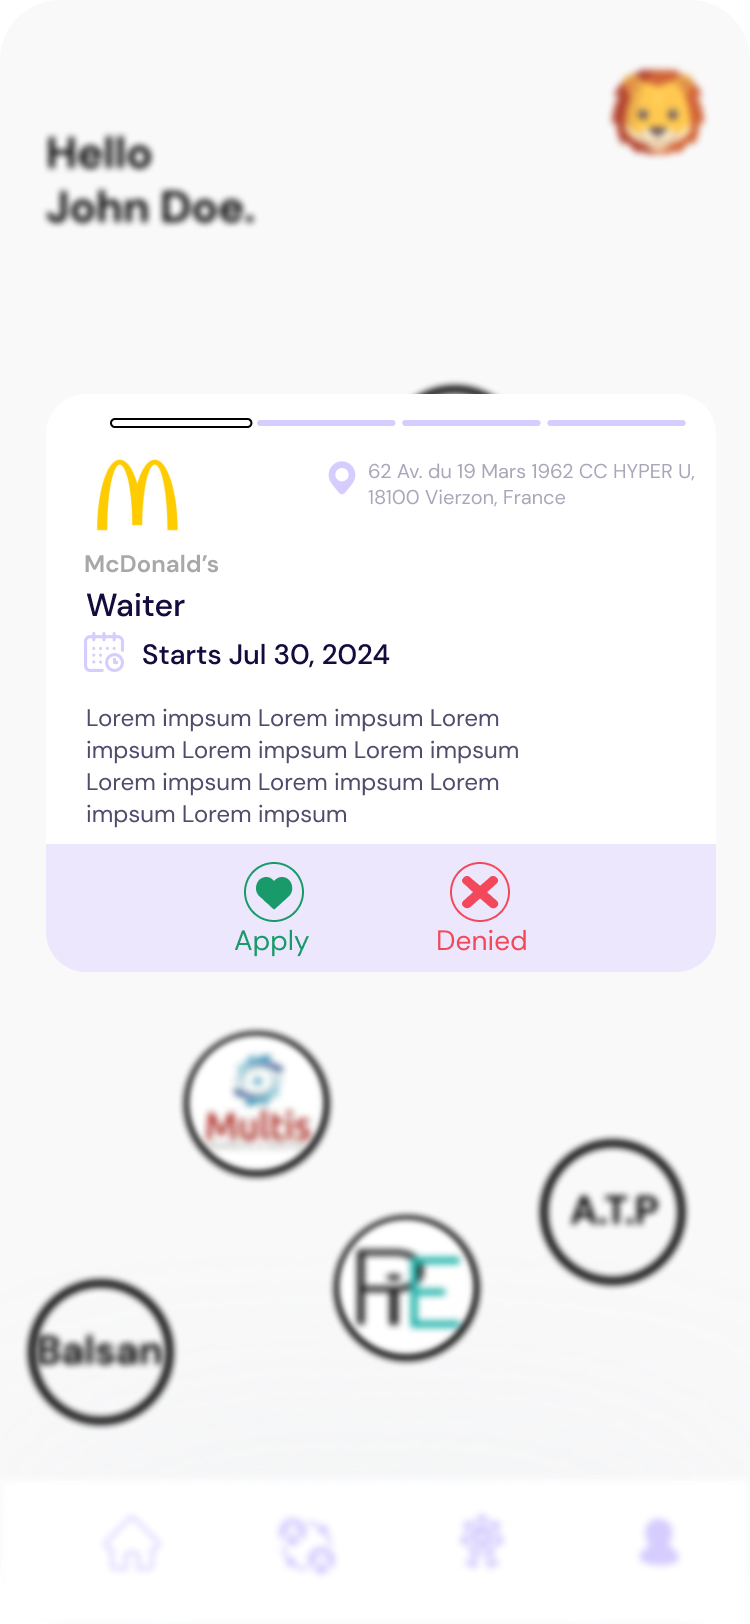 Hello
John Doe.
62 Av. du 19 Mars 1962 CC HYPER U,
18100 Vierzon, France
McDonald’s
Waiter
Starts Jul 30, 2024
Lorem impsum Lorem impsum Lorem
impsum Lorem impsum Lorem impsum
Lorem impsum Lorem impsum Lorem
impsum Lorem impsum
Apply
Denied
Multis
A.T.P
Balsan